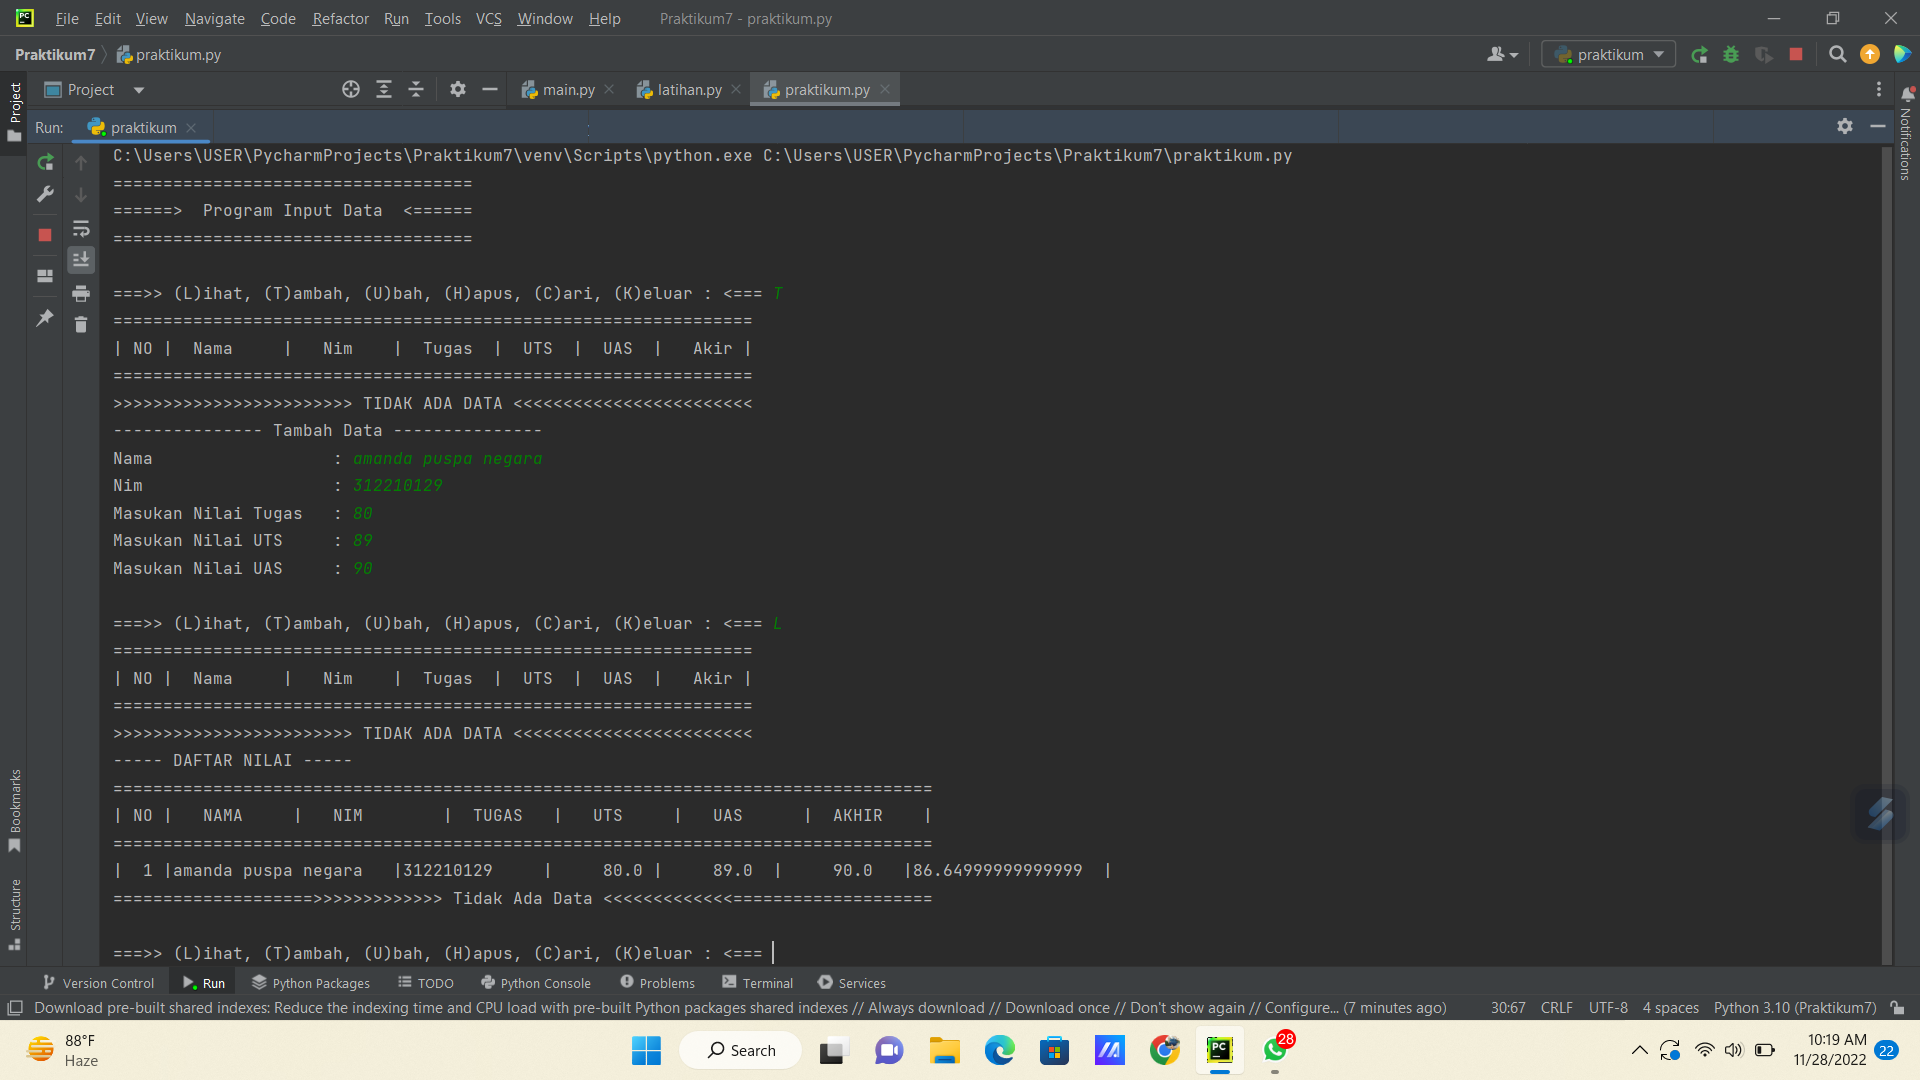 File Edit View Navigate Code Refactor Run Tools VCS Window Help Praktikum7 - praktikum.py
Praktikum7 praktikum.py praktikum
Project main.py latihan.py praktikum.py
Project
Notifications
Run: praktikum
C:\Users\USER\PycharmProjects\Praktikum7\venv\Scripts\python.exe C:\Users\USER\PycharmProjects\Praktikum7\praktikum.py
====================================
======>  Program Input Data  <======
====================================
===>> (L)ihat, (T)ambah, (U)bah, (H)apus, (C)ari, (K)eluar : <=== T
================================================================
| NO |  Nama     |   Nim    |  Tugas  |  UTS  |  UAS  |   Akir |
================================================================
>>>>>>>>>>>>>>>>>>>>>>>> TIDAK ADA DATA <<<<<<<<<<<<<<<<<<<<<<<<
--------------- Tambah Data ---------------
Nama                  : amanda puspa negara
Nim                   : 312210129
Masukan Nilai Tugas   : 80
Masukan Nilai UTS     : 89
Masukan Nilai UAS     : 90
===>> (L)ihat, (T)ambah, (U)bah, (H)apus, (C)ari, (K)eluar : <=== L
================================================================
| NO |  Nama     |   Nim    |  Tugas  |  UTS  |  UAS  |   Akir |
================================================================
>>>>>>>>>>>>>>>>>>>>>>>> TIDAK ADA DATA <<<<<<<<<<<<<<<<<<<<<<<<
----- DAFTAR NILAI -----
==================================================================================
| NO |   NAMA     |   NIM        |  TUGAS   |   UTS     |   UAS      |  AKHIR    |
==================================================================================
|  1 |amanda puspa negara   |312210129     |     80.0 |     89.0  |     90.0   |86.64999999999999  |
====================>>>>>>>>>>>>> Tidak Ada Data <<<<<<<<<<<<<====================
===>> (L)ihat, (T)ambah, (U)bah, (H)apus, (C)ari, (K)eluar : <===
Bookmarks
Structure
Version Control Run Python Packages TODO Python Console Problems Terminal Services
Download pre-built shared indexes: Reduce the indexing time and CPU load with pre-built Python packages shared indexes // Always download // Download once // Don't show again // Configure... (7 minutes ago) 30:67 CRLF UTF-8 4 spaces Python 3.10 (Praktikum7)
88°F
Haze
Search
PC
28
10:19 AM
11/28/2022
22